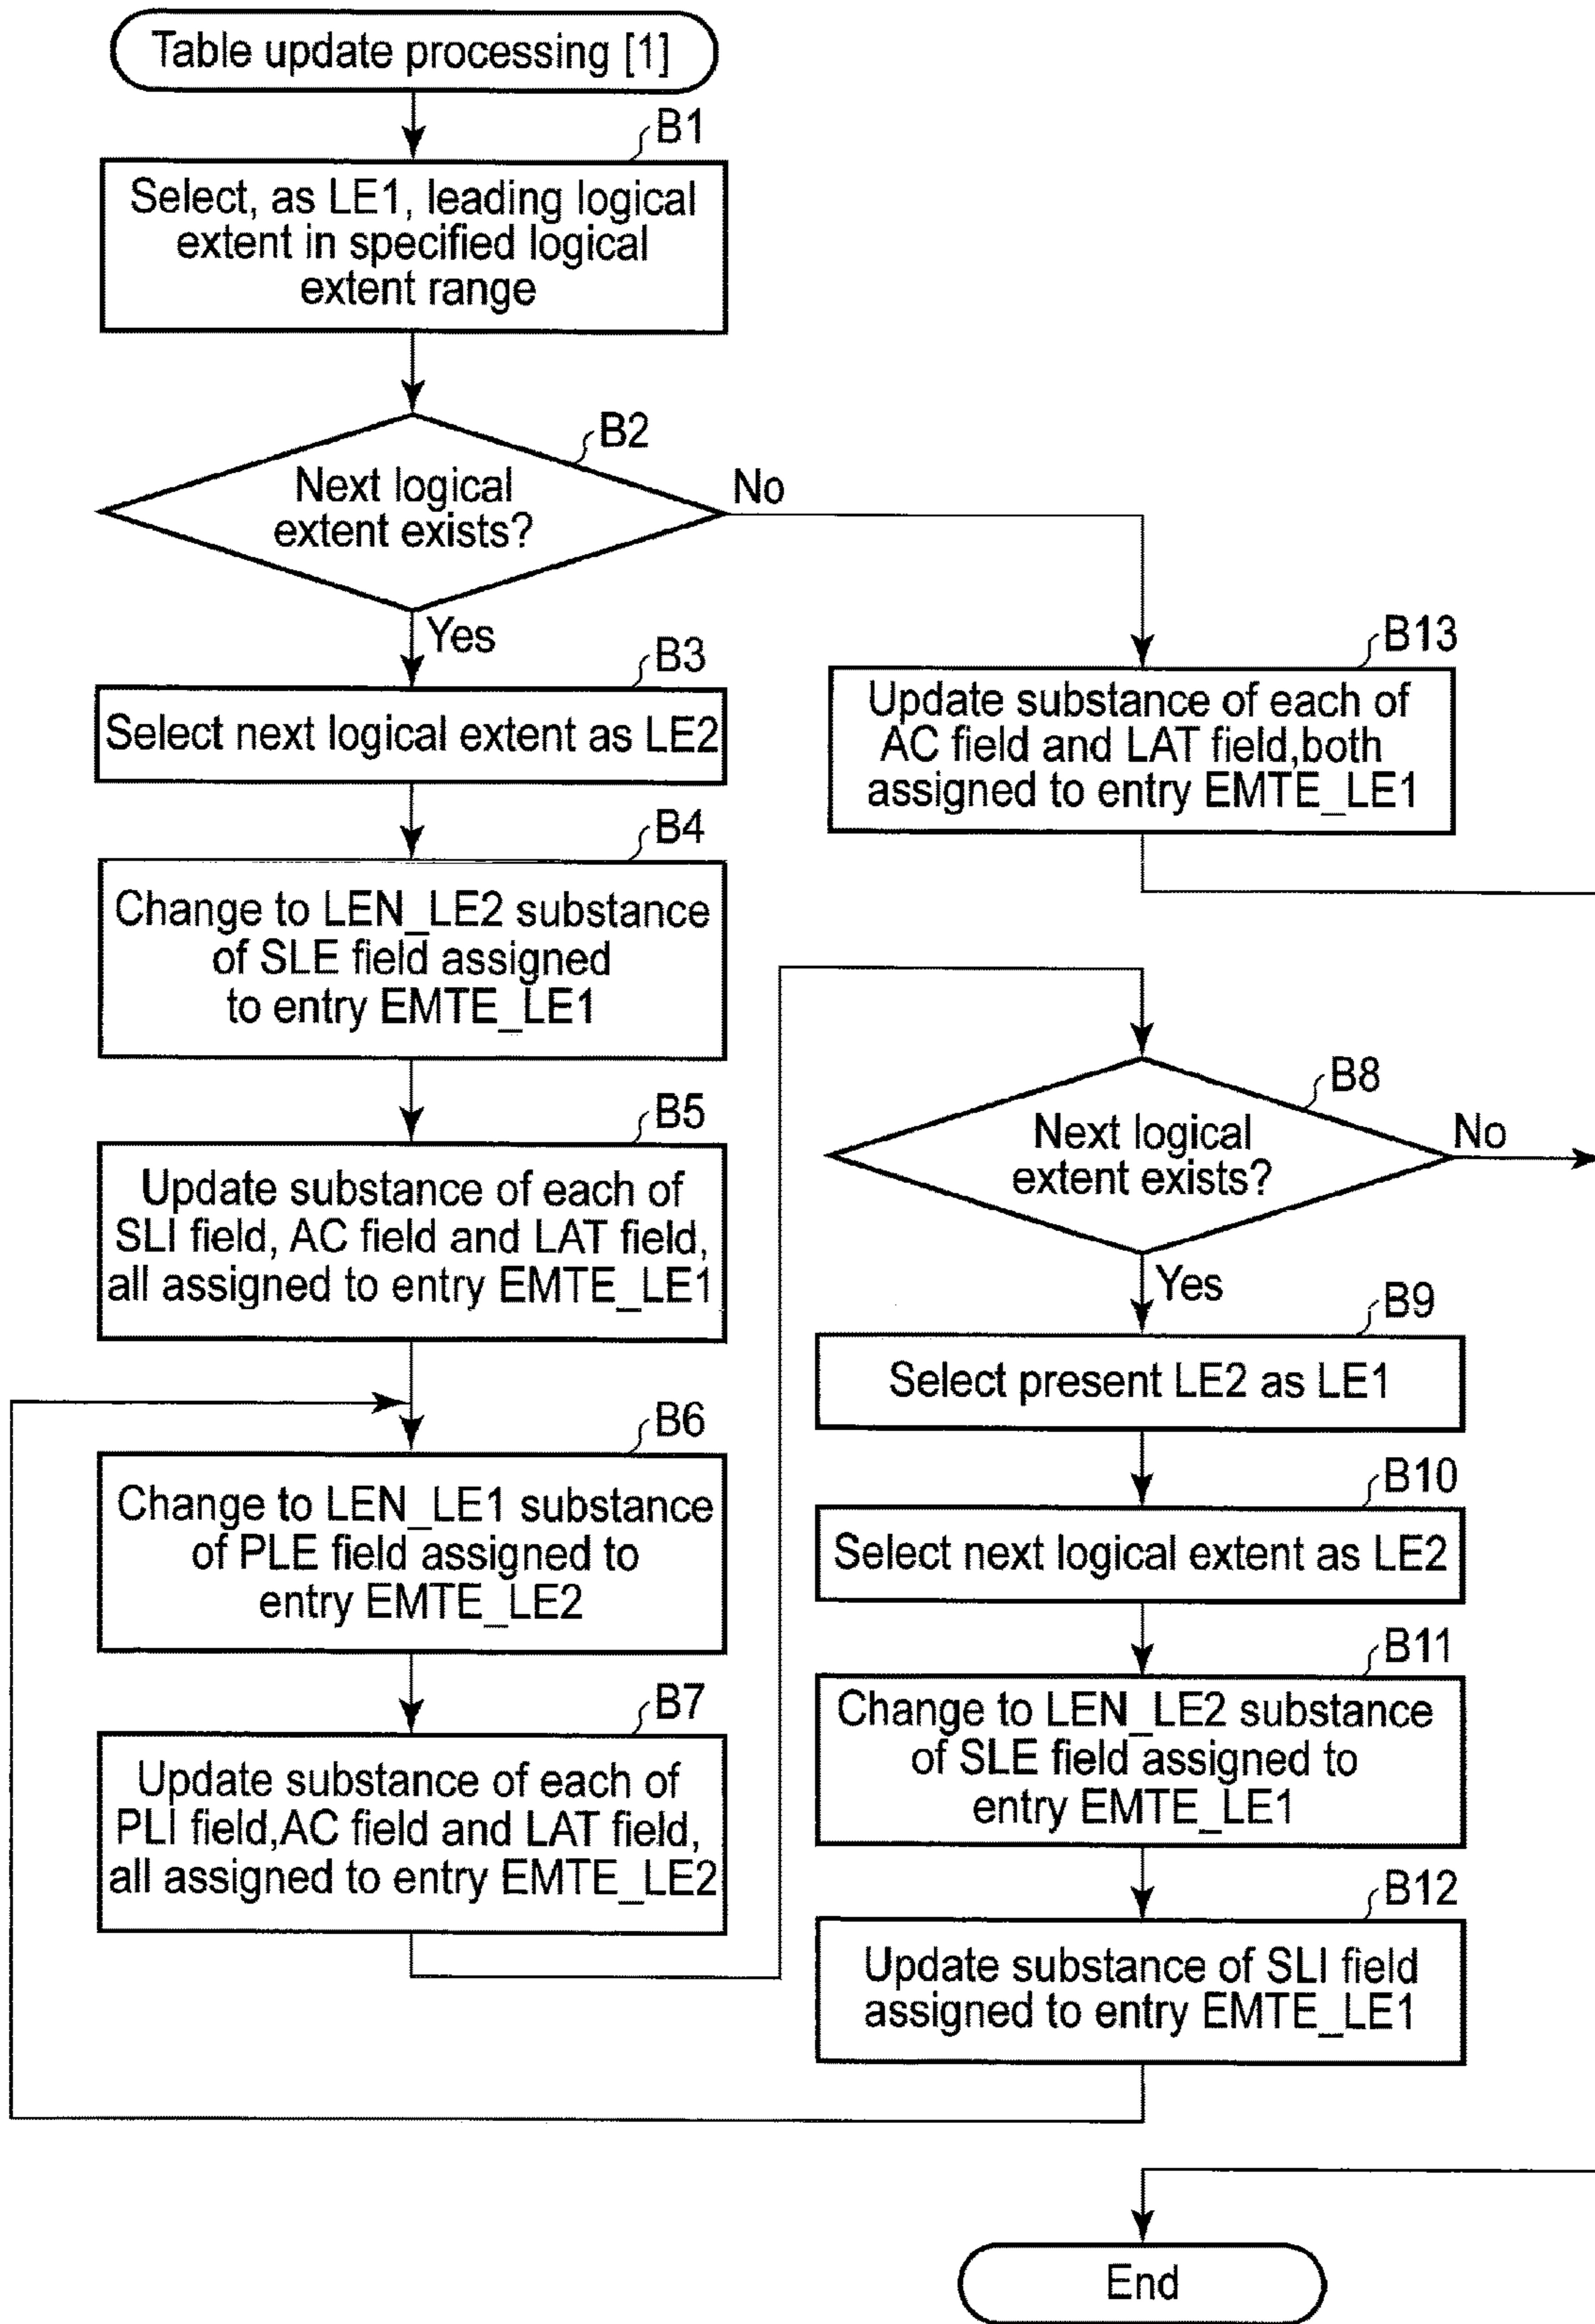 Table update processing [1]
B1
Select, as LE1, leading logical
extent in specified logical
extent range
B2
Next logical
extent exists?
No
Yes
B3
Select next logical extent as LE2
B4
Change to LEN_LE2 substance
of SLE field assigned
to entry EMTE_LE1
B5
Update substance of each of
SLI field, AC field and LAT field,
all assigned to entry EMTE_LE1
B6
Change to LEN_LE1 substance
of PLE field assigned to
entry EMTE_LE2
B7
Update substance of each of
PLI field,AC field and LAT field,
all assigned to entry EMTE_LE2
B13
Update substance of each of
AC field and LAT field,both
assigned to entry EMTE_LE1
B8
Next logical
extent exists?
No
Yes
B9
Select present LE2 as LE1
B10
Select next logical extent as LE2
B11
Change to LEN_LE2 substance
of SLE field assigned to
entry EMTE_LE1
B12
Update substance of SLI field
assigned to entry EMTE_LE1
End